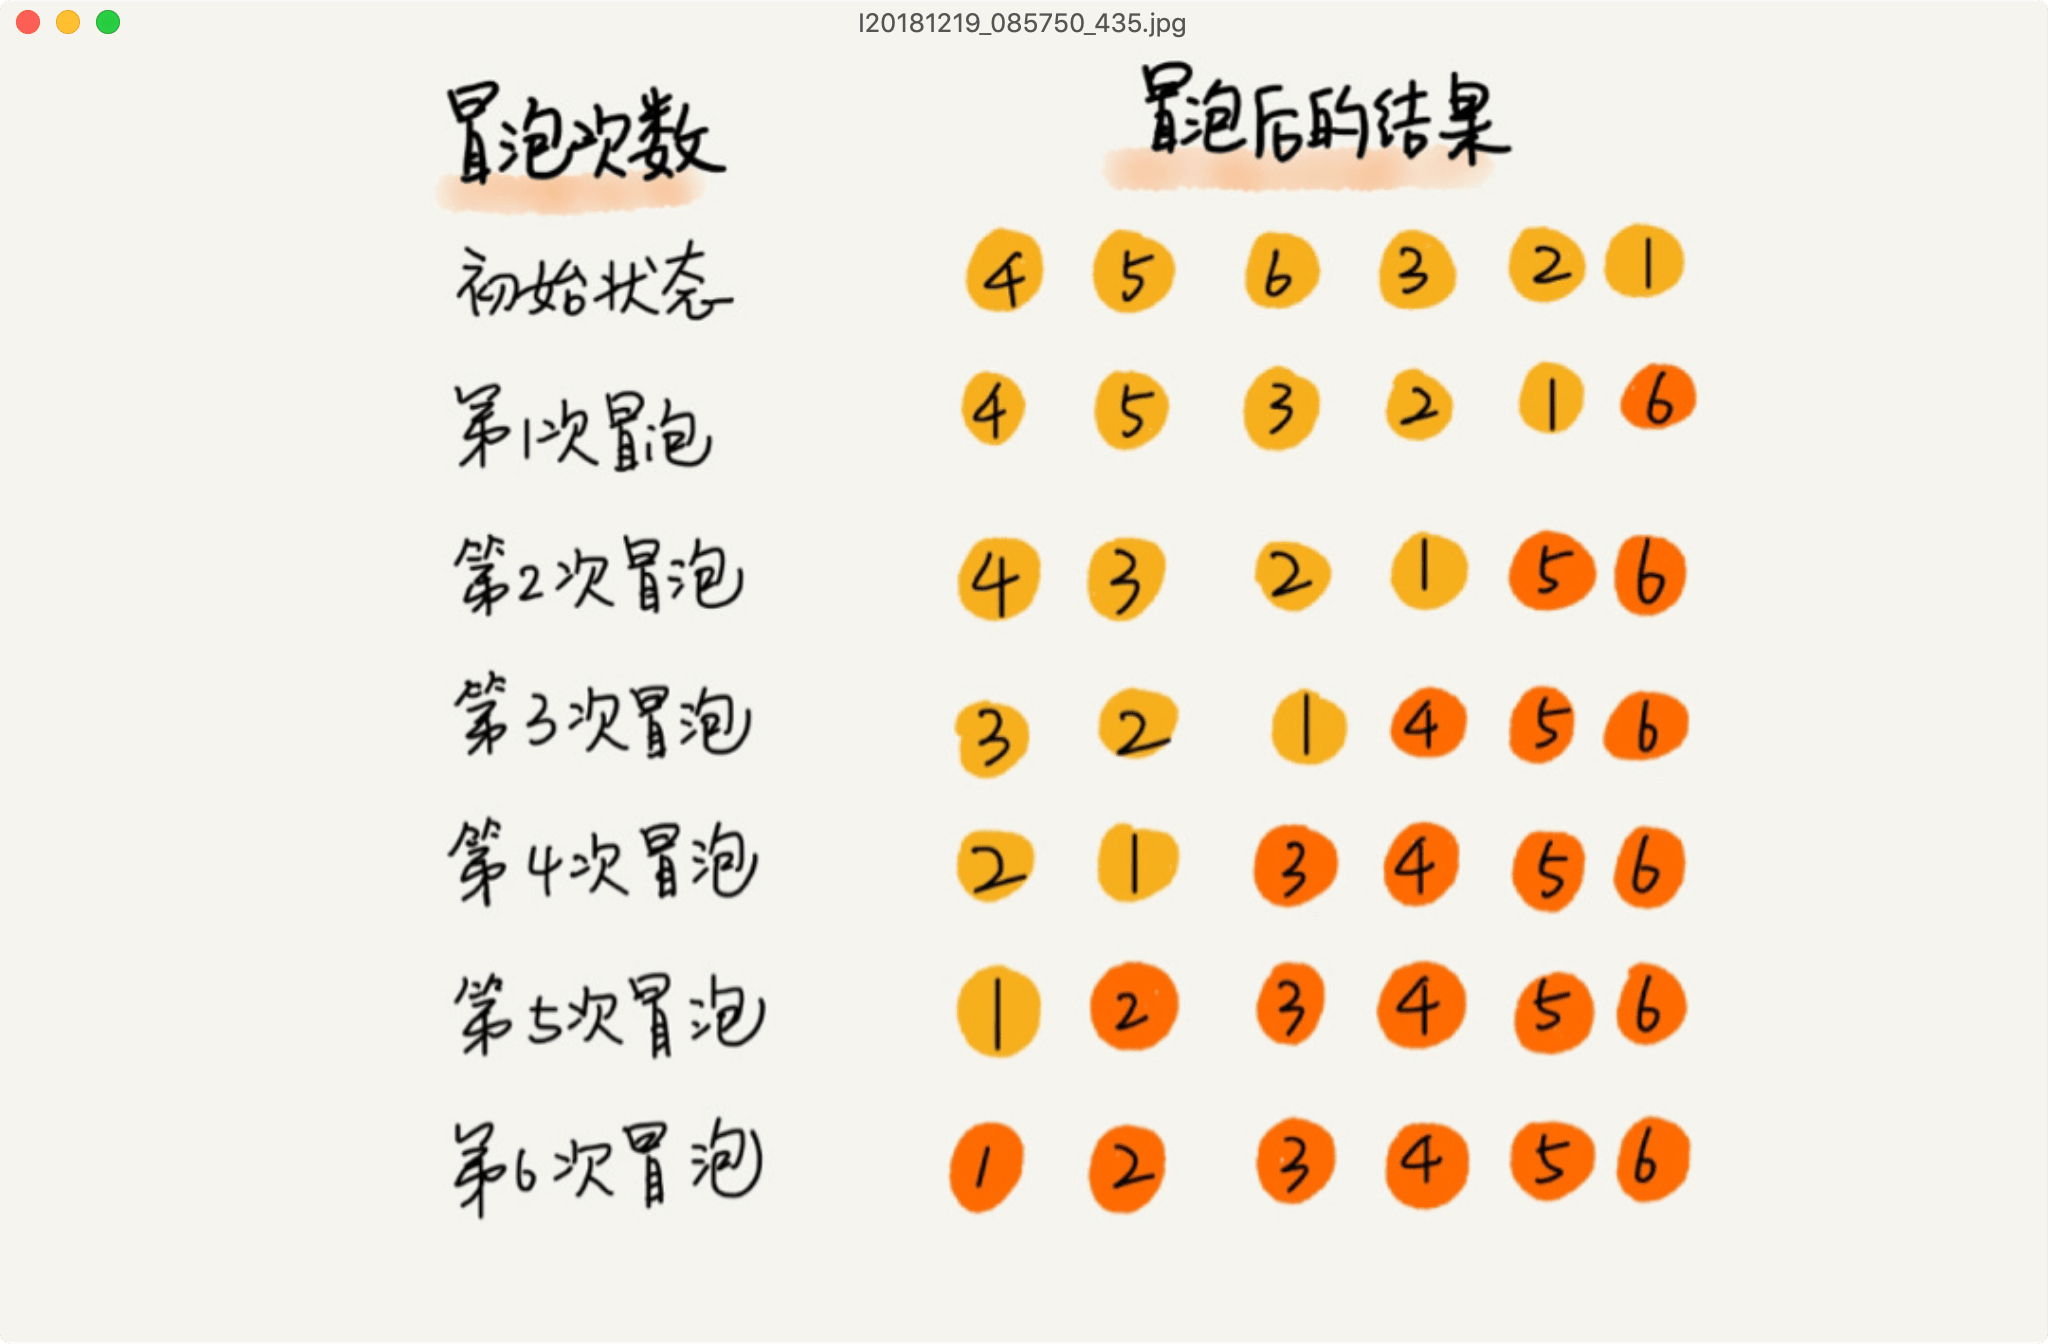 I20181219_085750_435.jpg
冒泡次数 冒泡后的结果
初始状态 4 5 6 3 2 1
第1次冒泡 4 5 3 2 1 6
第2次冒泡 4 3 2 1 5 6
第3次冒泡 3 2 1 4 5 6
第4次冒泡 2 1 3 4 5 6
第5次冒泡 1 2 3 4 5 6
第6次冒泡 1 2 3 4 5 6